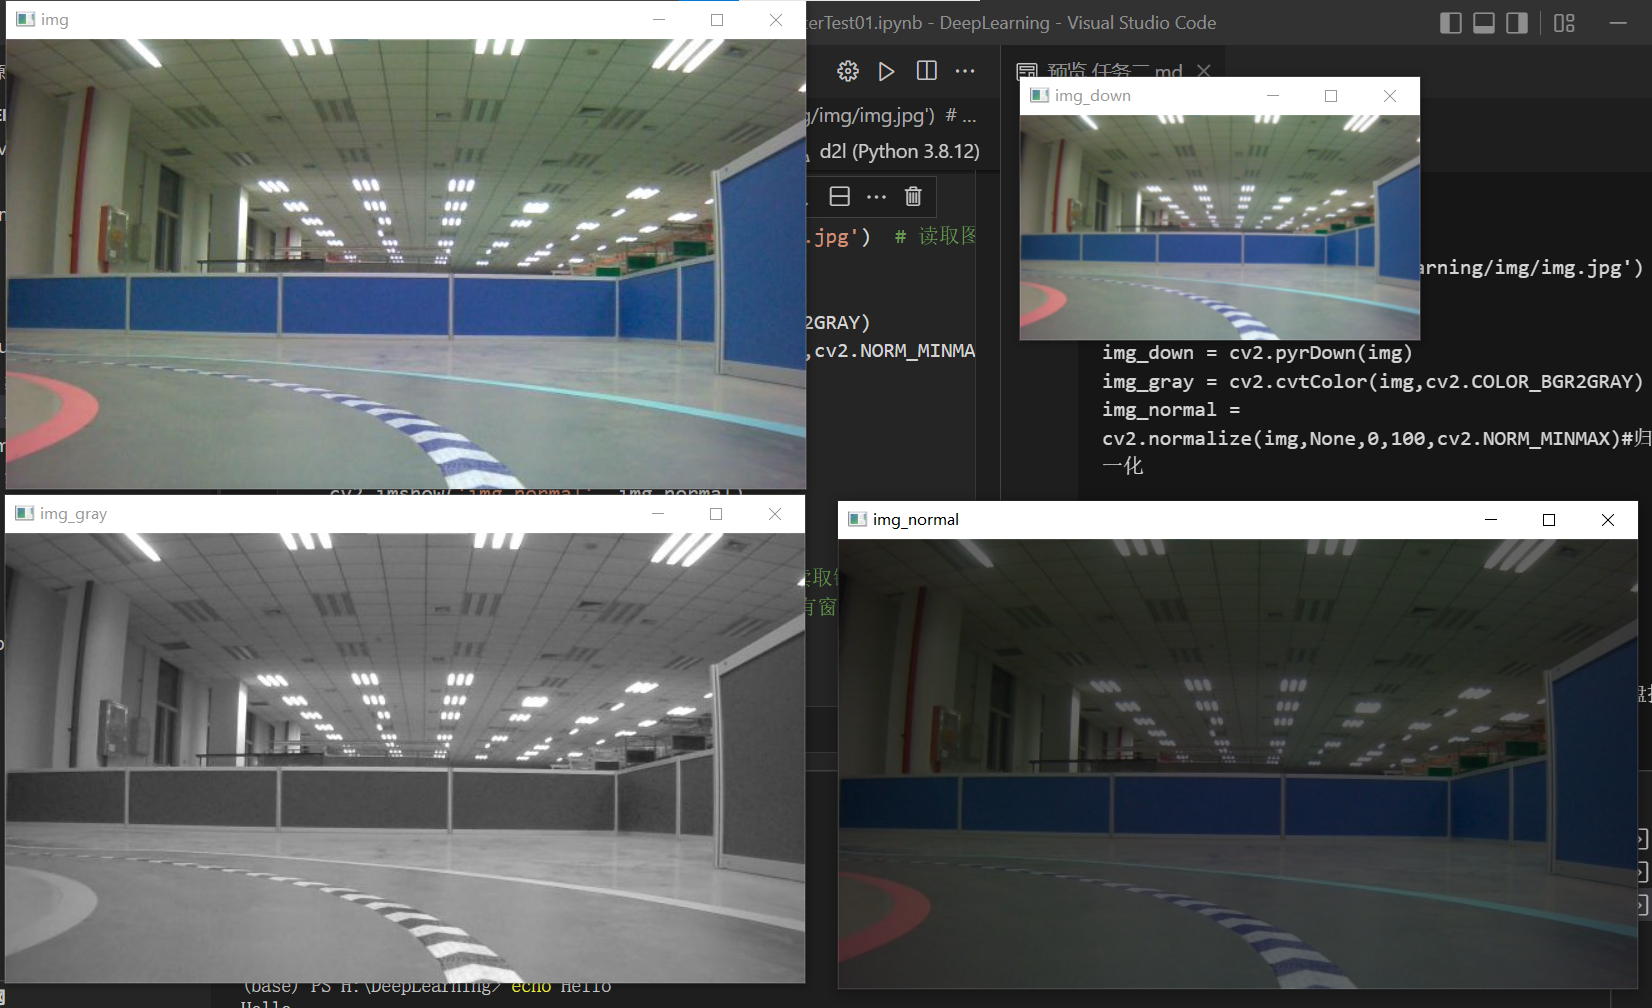 img
terTest01.ipynb - DeepLearning - Visual Studio Code
预览 任务二.md
g/img/img.jpg') # ...
d2l (Python 3.8.12)
.jpg') # 读取图
2GRAY)
,cv2.NORM_MINMA
img_down
arning/img/img.jpg')
img_down = cv2.pyrDown(img)
img_gray = cv2.cvtColor(img,cv2.COLOR_BGR2GRAY)
img_normal =
cv2.normalize(img,None,0,100,cv2.NORM_MINMAX)#归
一化
cv2.imshow('img_normal', img_normal)
img_gray
img_normal
读取
有窗
(base) PS H:\DeepLearning> echo Hello
Hello